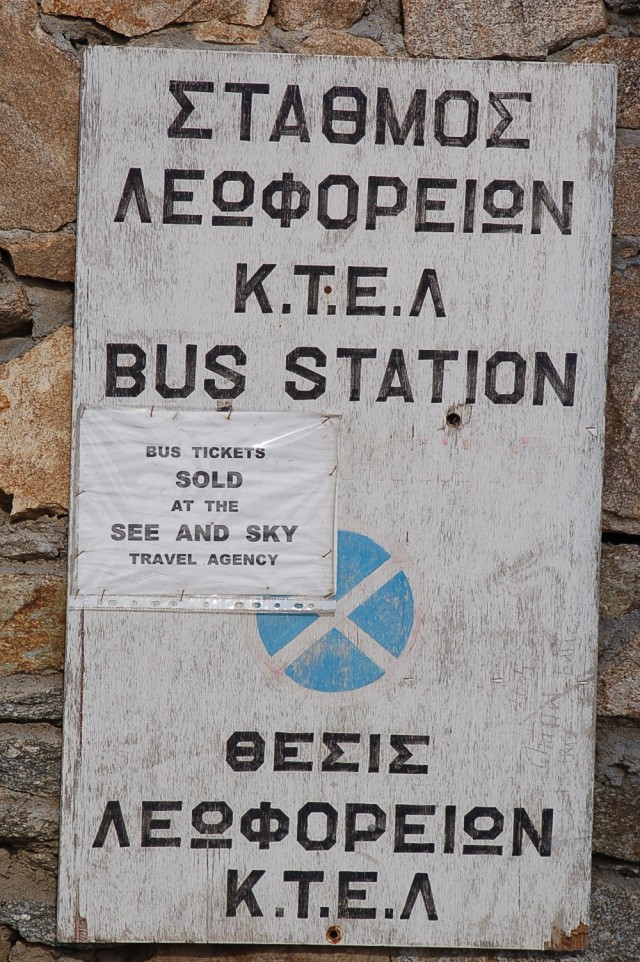 ΣΤΑΘΜΟΣ
ΛΕΩΦΟΡΕΙΩΝ
Κ.Τ.Ε.Λ
BUS STATION
BUS TICKETS
SOLD
AT THE
SEE AND SKY
TRAVEL AGENCY
ΘΕΣΙΣ
ΛΕΩΦΟΡΕΙΩΝ
Κ.Τ.Ε.Λ